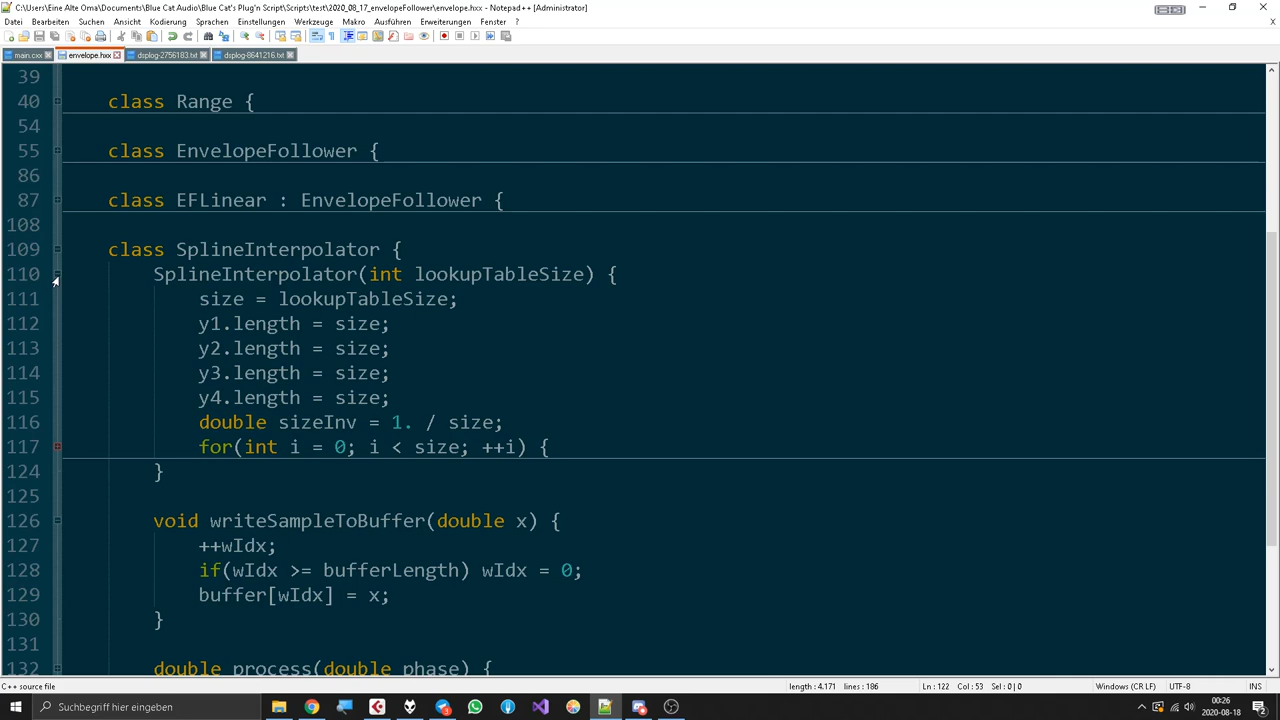 C:\Users\Eine Alte Oma\Documents\Blue Cat Audio\Blue Cat's Plug'n Script\Scripts\test\2020_08_17_envelopeFollower\envelope.hxx - Notepad++ [Administrator]
Datei Bearbeiten Suchen Ansicht Kodierung Sprachen Einstellungen Werkzeuge Makro Ausführen Erweiterungen Fenster ?
main.cxx envelope.hxx dsplog-2756183.txt dsplog-8641216.txt
39
40 class Range {
54
55 class EnvelopeFollower {
86
87 class EFLinear : EnvelopeFollower {
108
109 class SplineInterpolator {
110 SplineInterpolator(int lookupTableSize) {
111 size = lookupTableSize;
112 y1.length = size;
113 y2.length = size;
114 y3.length = size;
115 y4.length = size;
116 double sizeInv = 1. / size;
117 for(int i = 0; i < size; ++i) {
124 }
125
126 void writeSampleToBuffer(double x) {
127 ++wIdx;
128 if(wIdx >= bufferLength) wIdx = 0;
129 buffer[wIdx] = x;
130 }
131
132 double process(double phase) {
C++ source file length : 4.171 lines : 186 Ln : 122 Col : 53 Sel : 0 | 0 Windows (CR LF) UTF-8 INS
Suchbegriff hier eingeben 00:26
2020-08-18